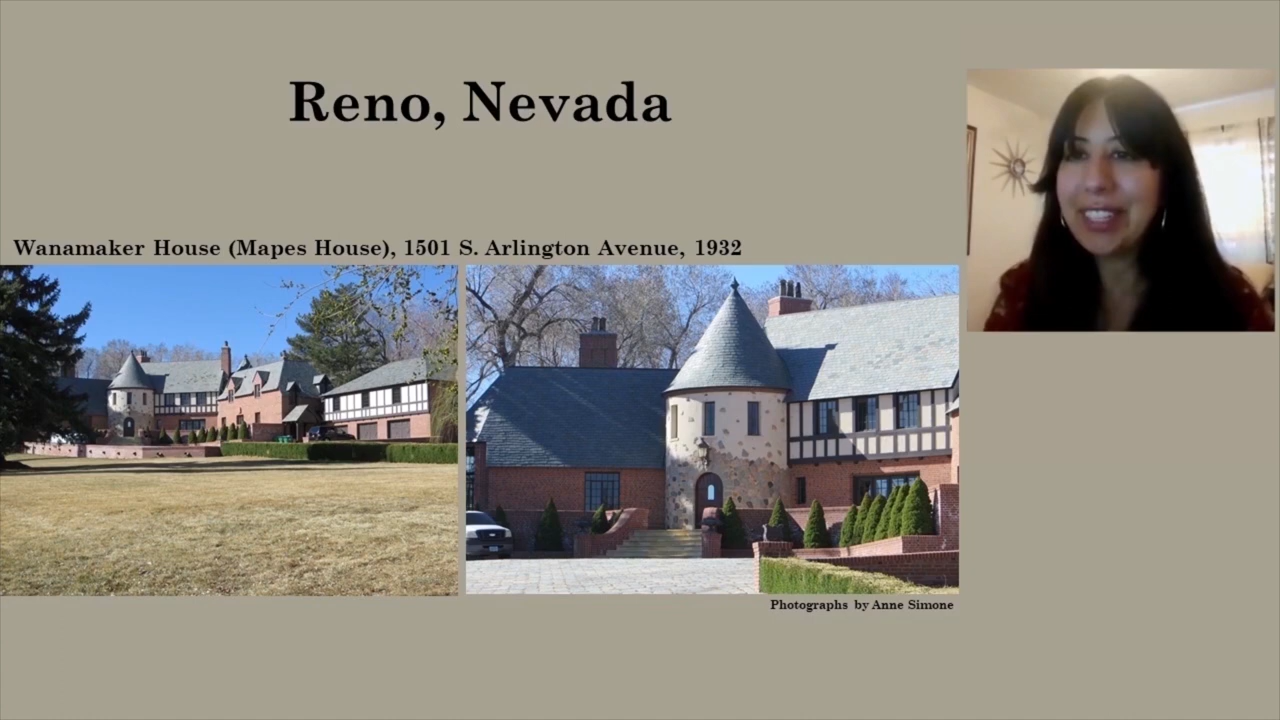 Reno, Nevada
Wanamaker House (Mapes House), 1501 S. Arlington Avenue, 1932
Photographs by Anne Simone